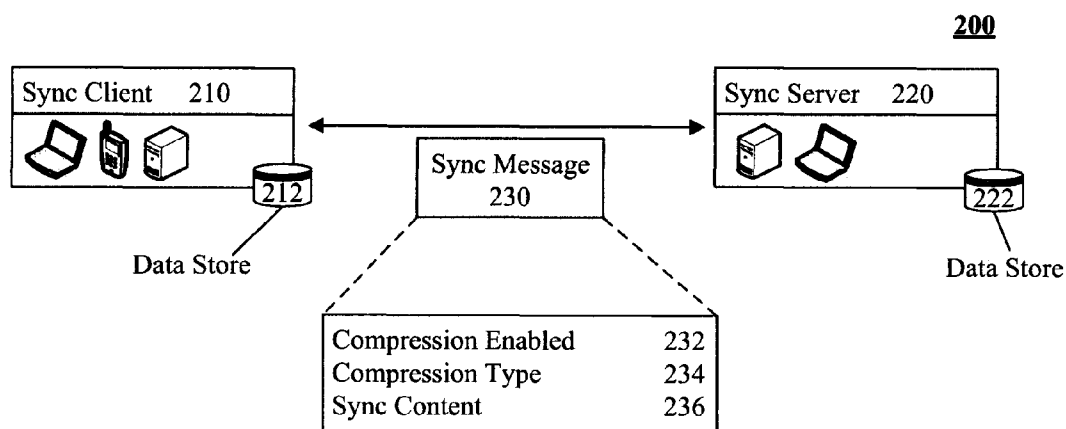 200
Sync Client 210
Sync Server 220
Sync Message
230
212
222
Data Store
Data Store
Compression Enabled 232
Compression Type 234
Sync Content 236